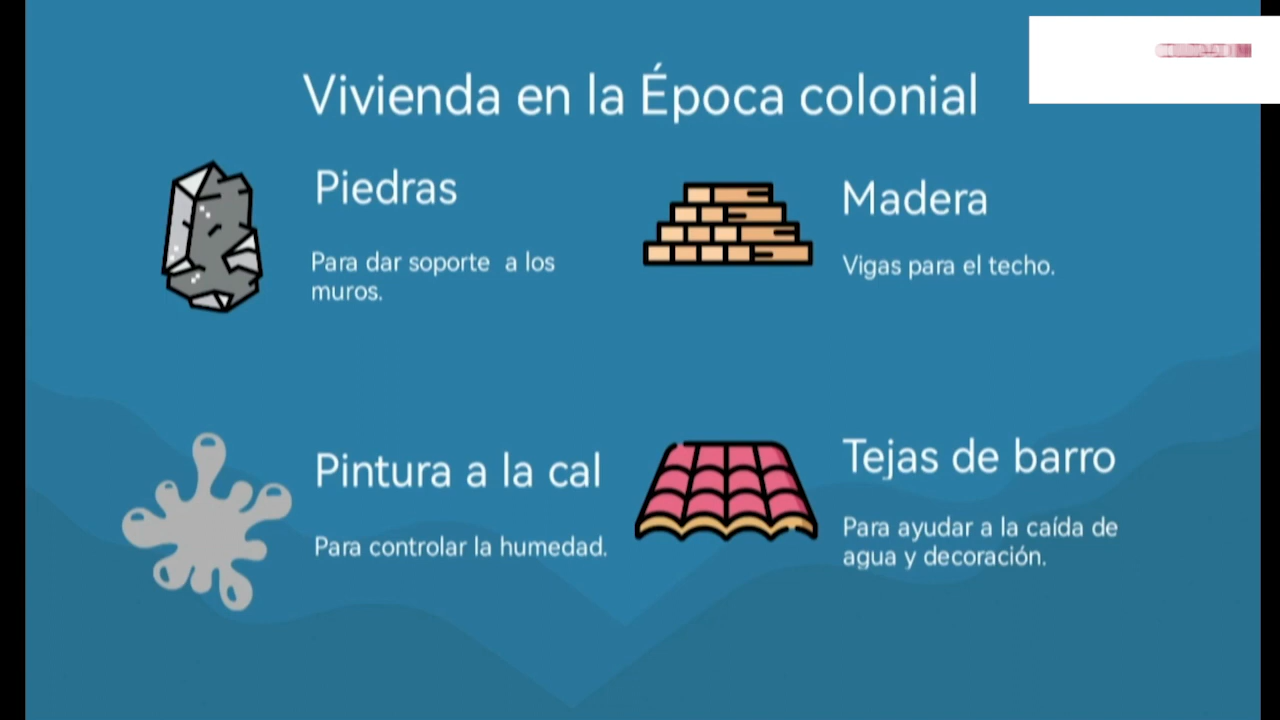 Vivienda en la Época colonial
Piedras
Para dar soporte a los
muros.
Madera
Vigas para el techo.
Pintura a la cal
Para controlar la humedad.
Tejas de barro
Para ayudar a la caída de
agua y decoración.